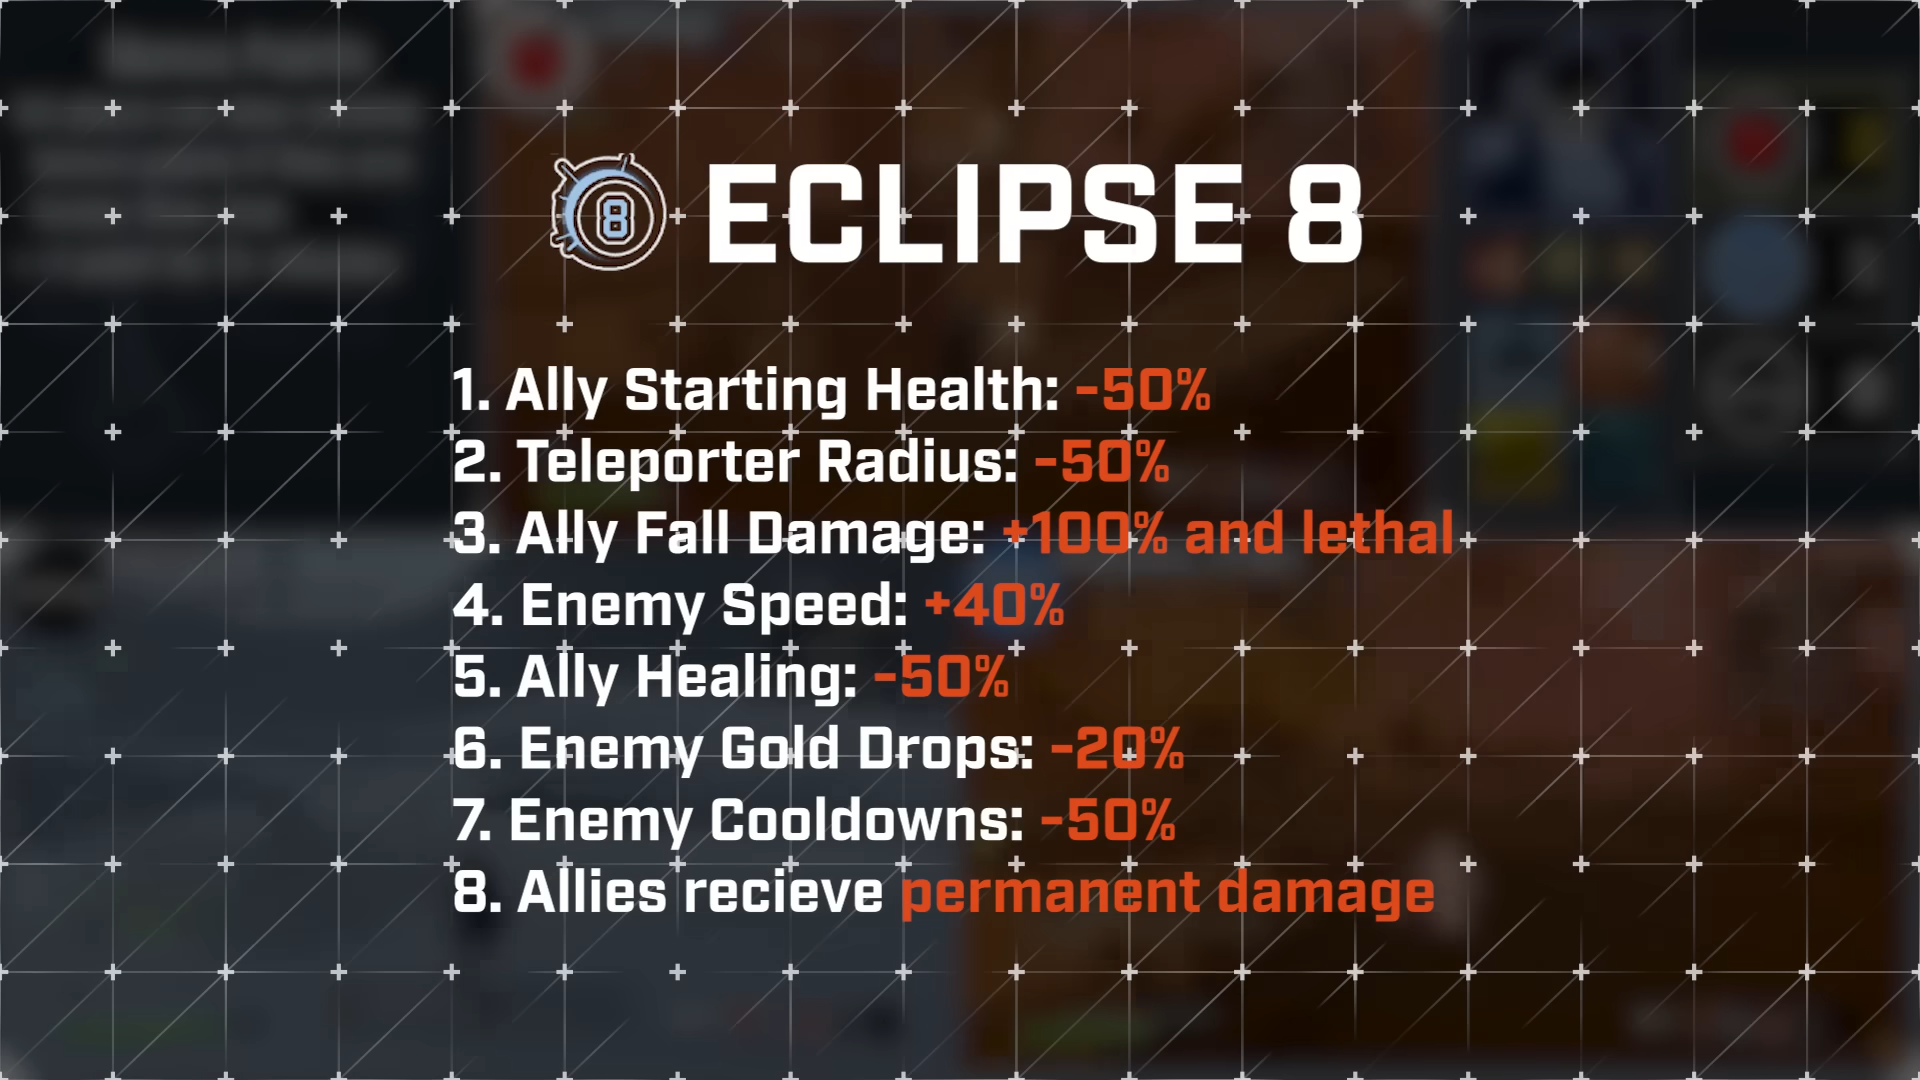 8 ECLIPSE 8
1. Ally Starting Health: -50%
2. Teleporter Radius: -50%
3. Ally Fall Damage: +100% and lethal
4. Enemy Speed: +40%
5. Ally Healing: -50%
6. Enemy Gold Drops: -20%
7. Enemy Cooldowns: -50%
8. Allies recieve permanent damage